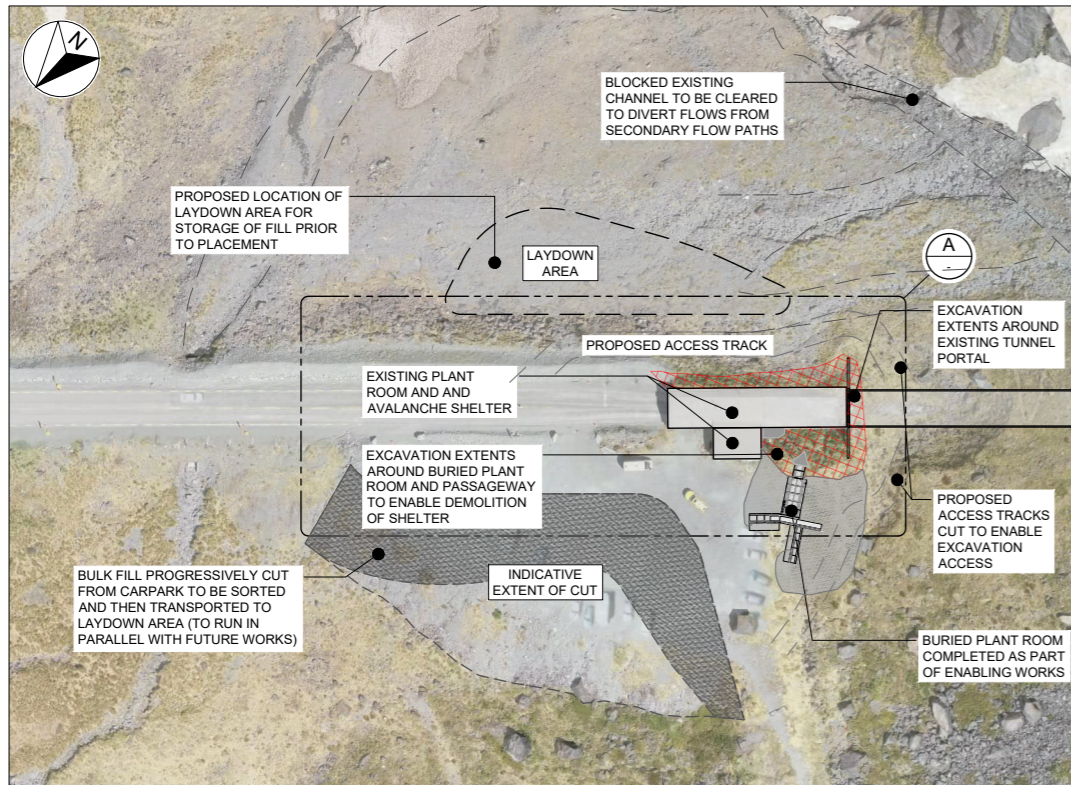 N
BLOCKED EXISTING
CHANNEL TO BE CLEARED
TO DIVERT FLOWS FROM
SECONDARY FLOW PATHS
PROPOSED LOCATION OF
LAYDOWN AREA FOR
STORAGE OF FILL PRIOR
TO PLACEMENT
LAYDOWN
AREA
A
-
EXCAVATION
EXTENTS AROUND
EXISTING TUNNEL
PORTAL
PROPOSED ACCESS TRACK
EXISTING PLANT
ROOM AND AND
AVALANCHE SHELTER
EXCAVATION EXTENTS
AROUND BURIED PLANT
ROOM AND PASSAGEWAY
TO ENABLE DEMOLITION
OF SHELTER
PROPOSED
ACCESS TRACKS
CUT TO ENABLE
EXCAVATION
ACCESS
BULK FILL PROGRESSIVELY CUT
FROM CARPARK TO BE SORTED
AND THEN TRANSPORTED TO
LAYDOWN AREA (TO RUN IN
PARALLEL WITH FUTURE WORKS)
INDICATIVE
EXTENT OF CUT
BURIED PLANT ROOM
COMPLETED AS PART
OF ENABLING WORKS